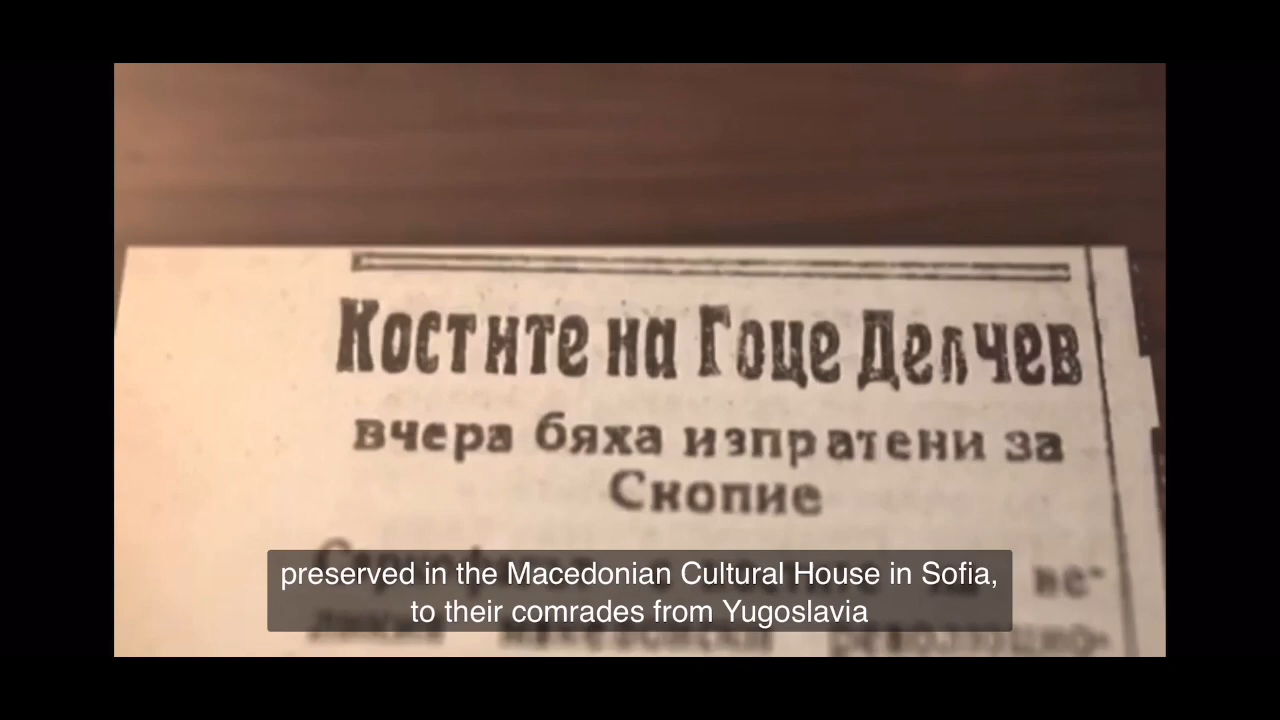 Костите на Гоце Делчев
вчера бяха изпратени за
Скопие
preserved in the Macedonian Cultural House in Sofia,
to their comrades from Yugoslavia